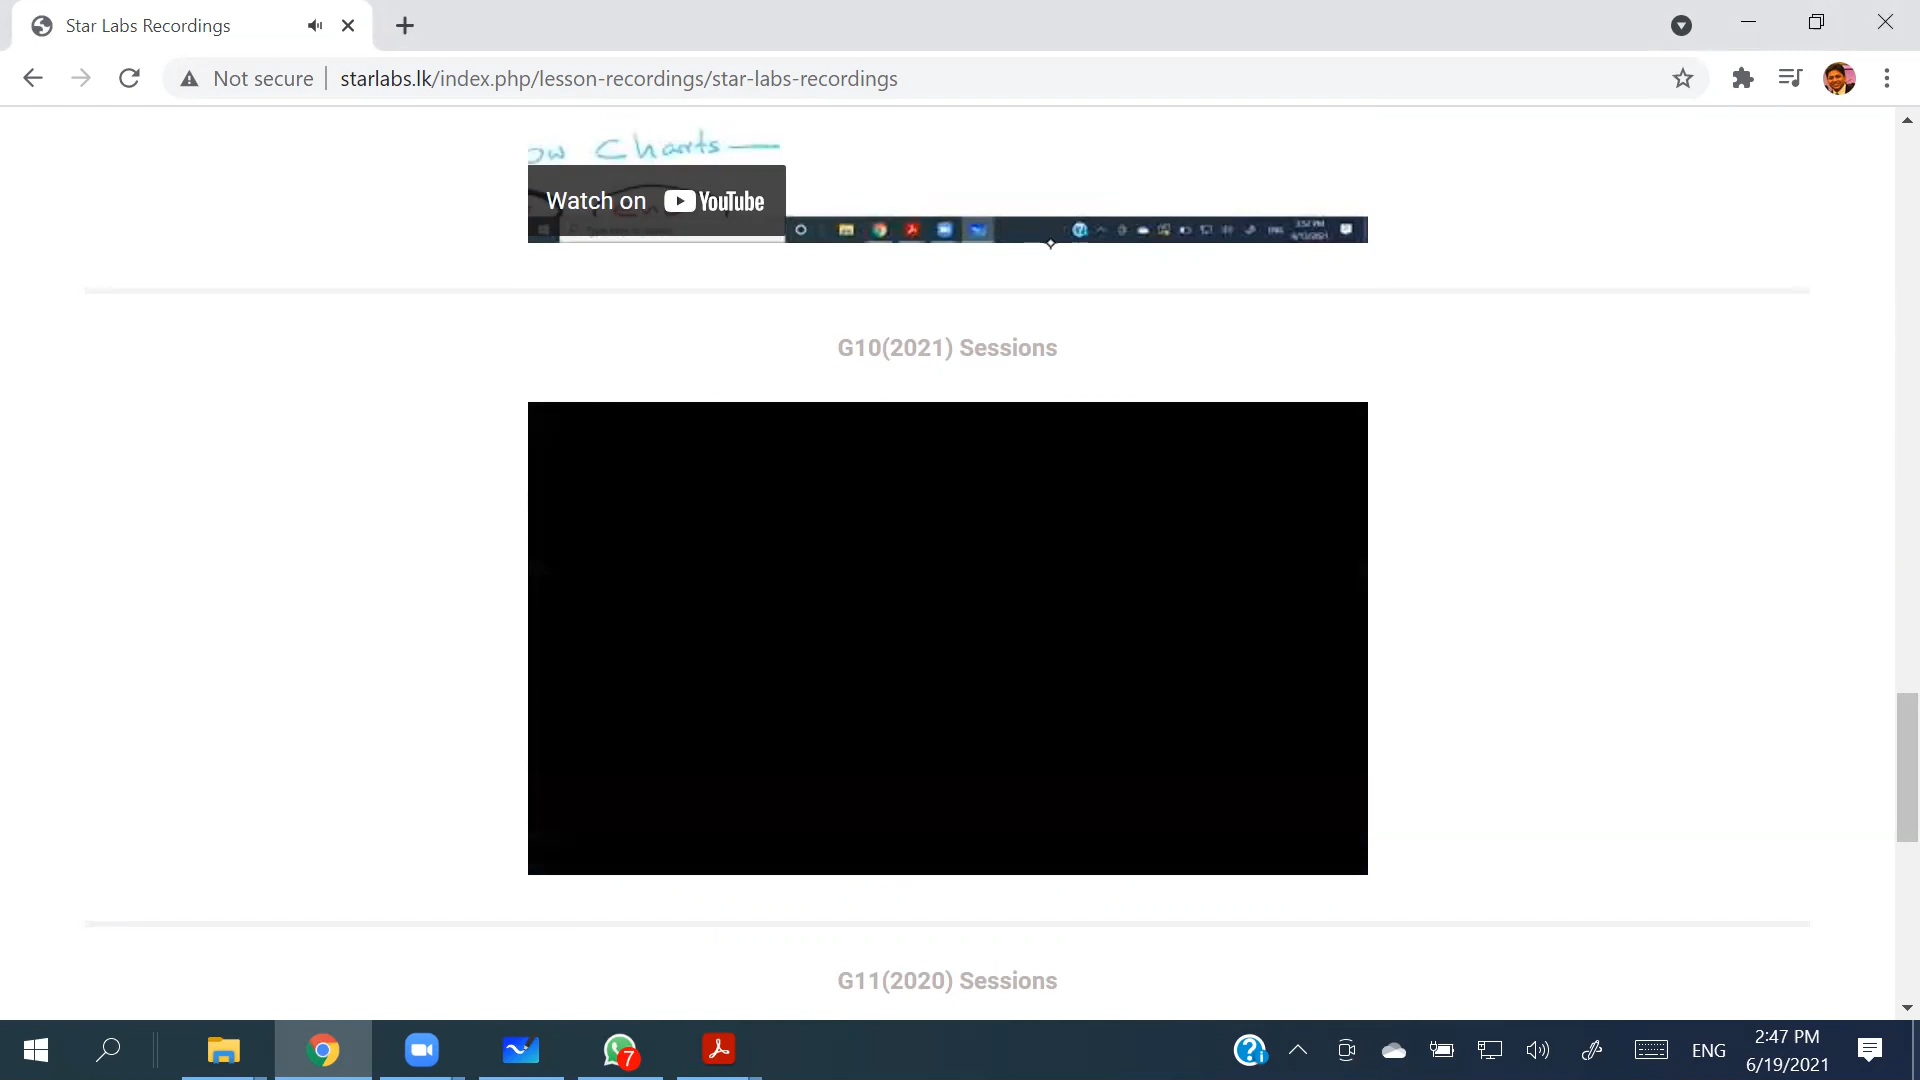 Star Labs Recordings
Not secure
starlabs.lk/index.php/lesson-recordings/star-labs-recordings
ow Charts
Watch on YouTube
G10(2021) Sessions
G11(2020) Sessions
7
ENG
2:47 PM
6/19/2021